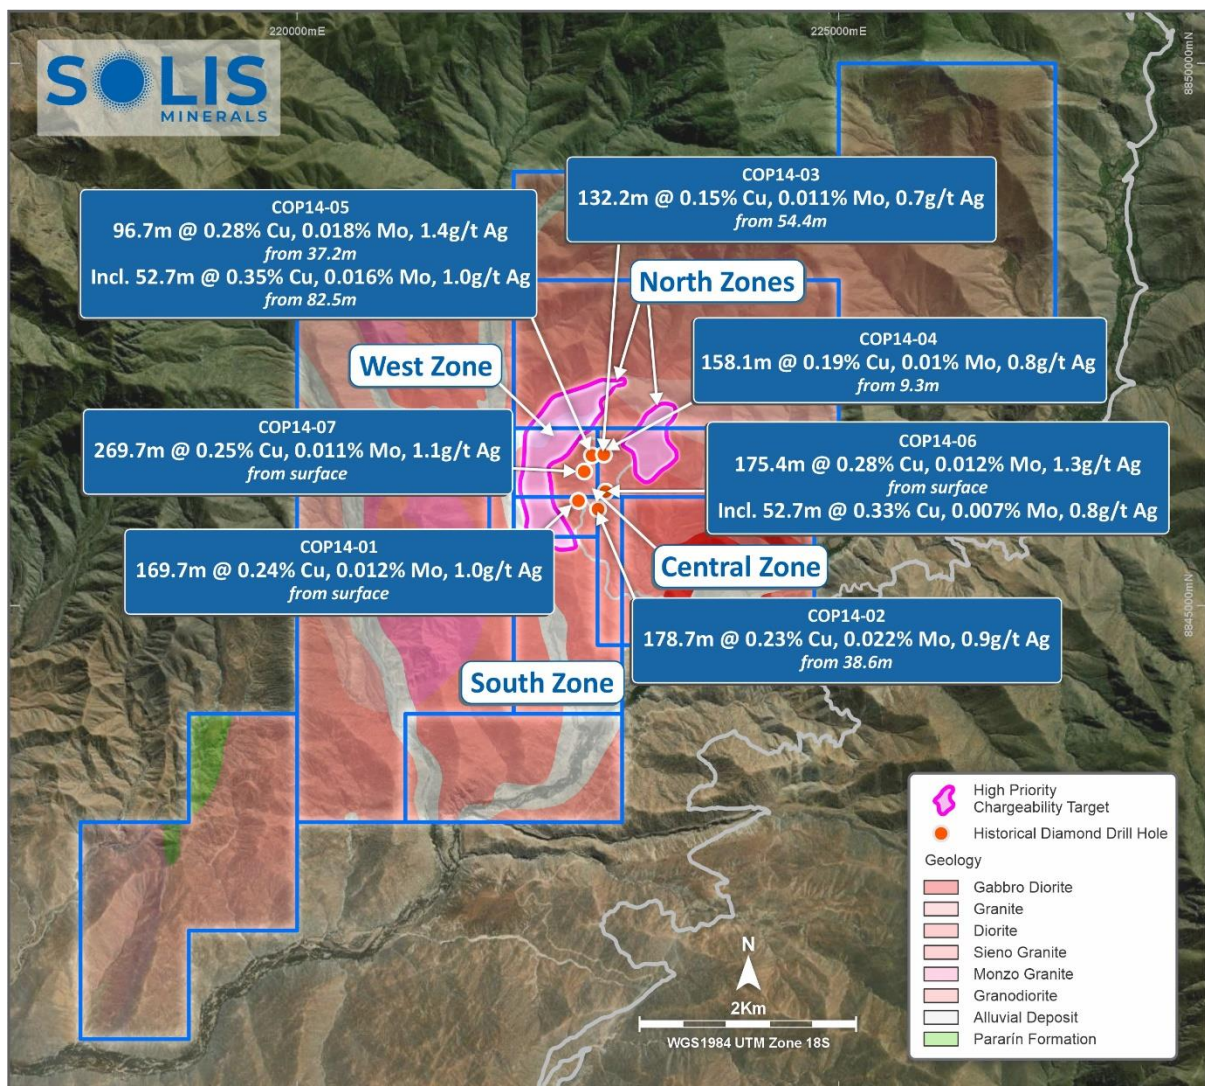 220000mE
225000mE
8850000mN
SOLIS
MINERALS
COP14-03
132.2m @ 0.15% Cu, 0.011% Mo, 0.7g/t Ag
from 54.4m
COP14-05
96.7m @ 0.28% Cu, 0.018% Mo, 1.4g/t Ag
from 37.2m
Incl. 52.7m @ 0.35% Cu, 0.016% Mo, 1.0g/t Ag
from 82.5m
North Zones
COP14-04
158.1m @ 0.19% Cu, 0.01% Mo, 0.8g/t Ag
from 9.3m
West Zone
COP14-07
269.7m @ 0.25% Cu, 0.011% Mo, 1.1g/t Ag
from surface
COP14-06
175.4m @ 0.28% Cu, 0.012% Mo, 1.3g/t Ag
from surface
Incl. 52.7m @ 0.33% Cu, 0.007% Mo, 0.8g/t Ag
COP14-01
169.7m @ 0.24% Cu, 0.012% Mo, 1.0g/t Ag
from surface
Central Zone
8845000mN
COP14-02
178.7m @ 0.23% Cu, 0.022% Mo, 0.9g/t Ag
from 38.6m
South Zone
High Priority
Chargeability Target
Historical Diamond Drill Hole
Geology
Gabbro Diorite
Granite
Diorite
Sieno Granite
Monzo Granite
Granodiorite
Alluvial Deposit
Pararín Formation
N
2Km
WGS1984 UTM Zone 18S